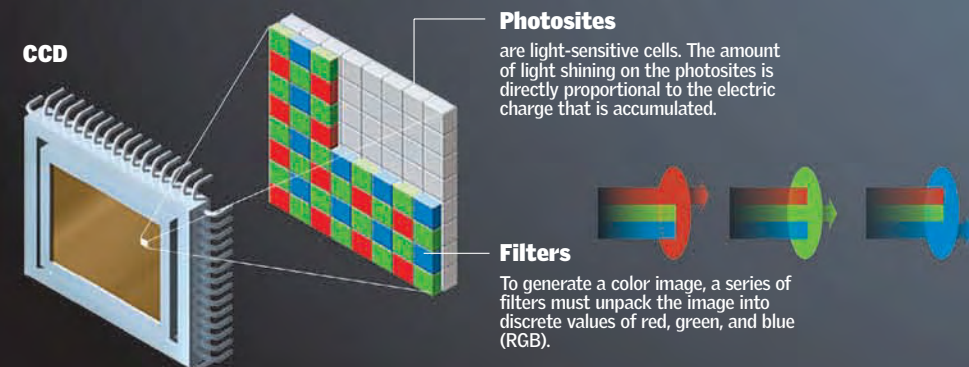 CCD
Photosites
are light-sensitive cells. The amount
of light shining on the photosites is
directly proportional to the electric
charge that is accumulated.
Filters
To generate a color image, a series of
filters must unpack the image into
discrete values of red, green, and blue
(RGB).